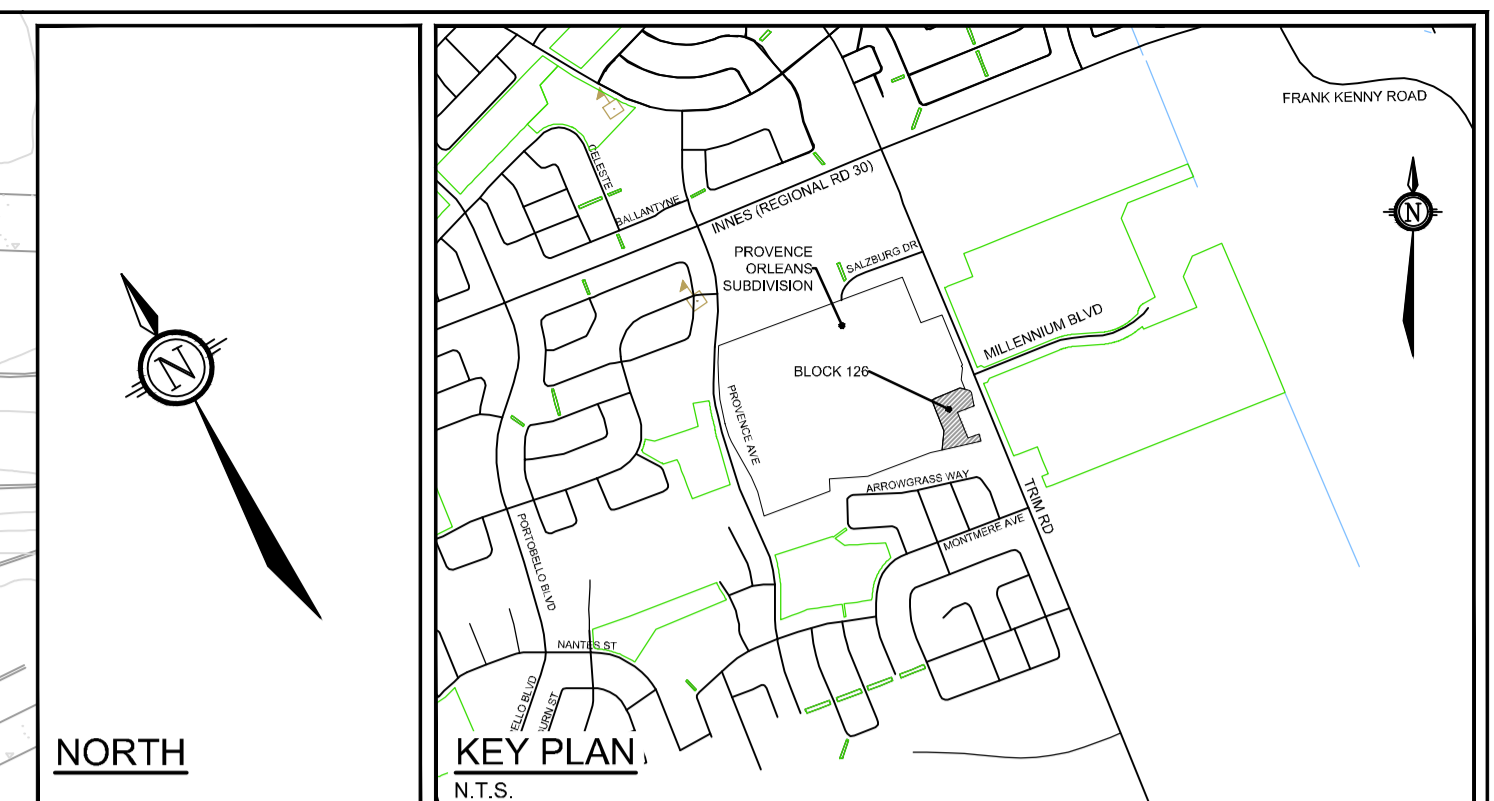 N
NORTH
FRANK KENNY ROAD
N
CELESTE
BALLANTYNE
INNES (REGIONAL RD 30)
PROVENCE
ORLEANS
SUBDIVISION
SALZBURG DR
MILLENNIUM BLVD
BLOCK 126
PROVENCE AVE
ARROWGRASS WAY
TRIM RD
MONTMERE AVE
PORTOBELLO BLVD
NANTES ST
ELLO BLVD
URN ST
KEY PLAN
N.T.S.